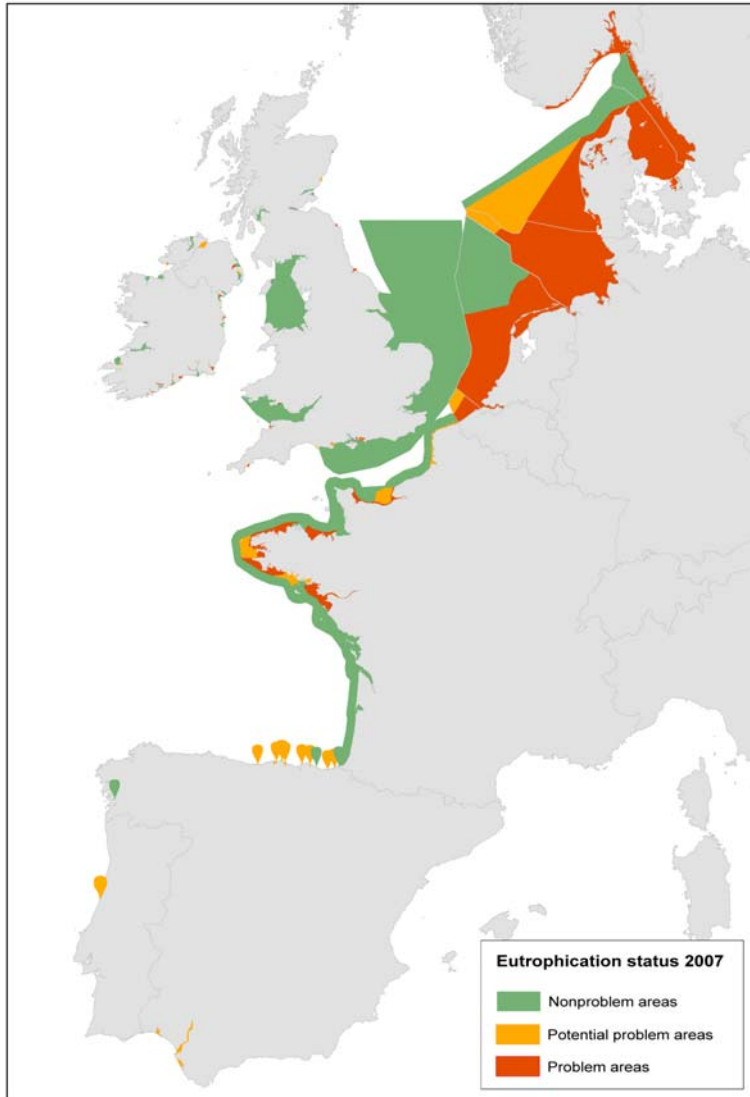 Eutrophication status 2007
Nonproblem areas
Potential problem areas
Problem areas